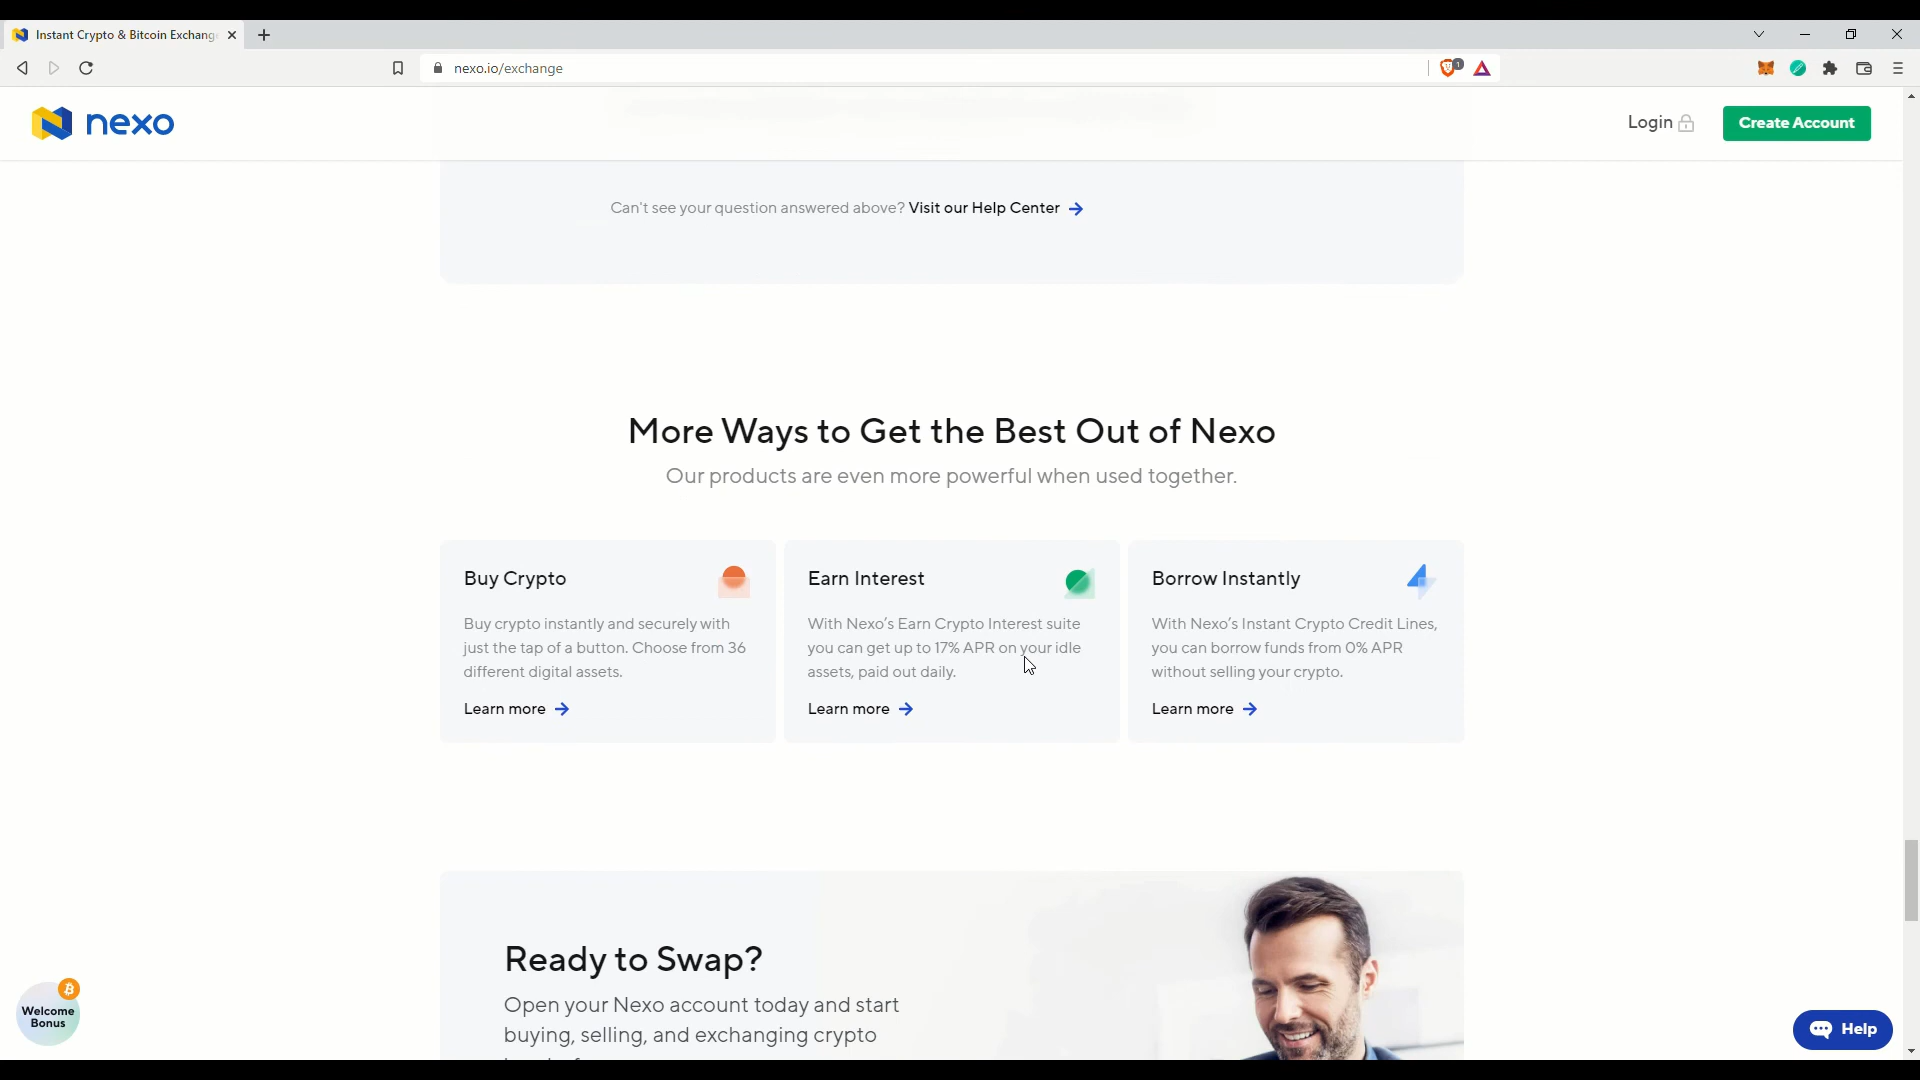 Instant Crypto & Bitcoin Exchang
nexo.io/exchange
1
nexo
Login
Create Account
Can't see your question answered above? Visit our Help Center
More Ways to Get the Best Out of Nexo
Our products are even more powerful when used together.
Buy Crypto
Buy crypto instantly and securely with
just the tap of a button. Choose from 36
different digital assets.
Learn more
Earn Interest
With Nexo's Earn Crypto Interest suite
you can get up to 17% APR on your idle
assets, paid out daily.
Learn more
Borrow Instantly
With Nexo's Instant Crypto Credit Lines,
you can borrow funds from 0% APR
without selling your crypto.
Learn more
Ready to Swap?
Open your Nexo account today and start
buying, selling, and exchanging crypto
Welcome
Bonus
Help